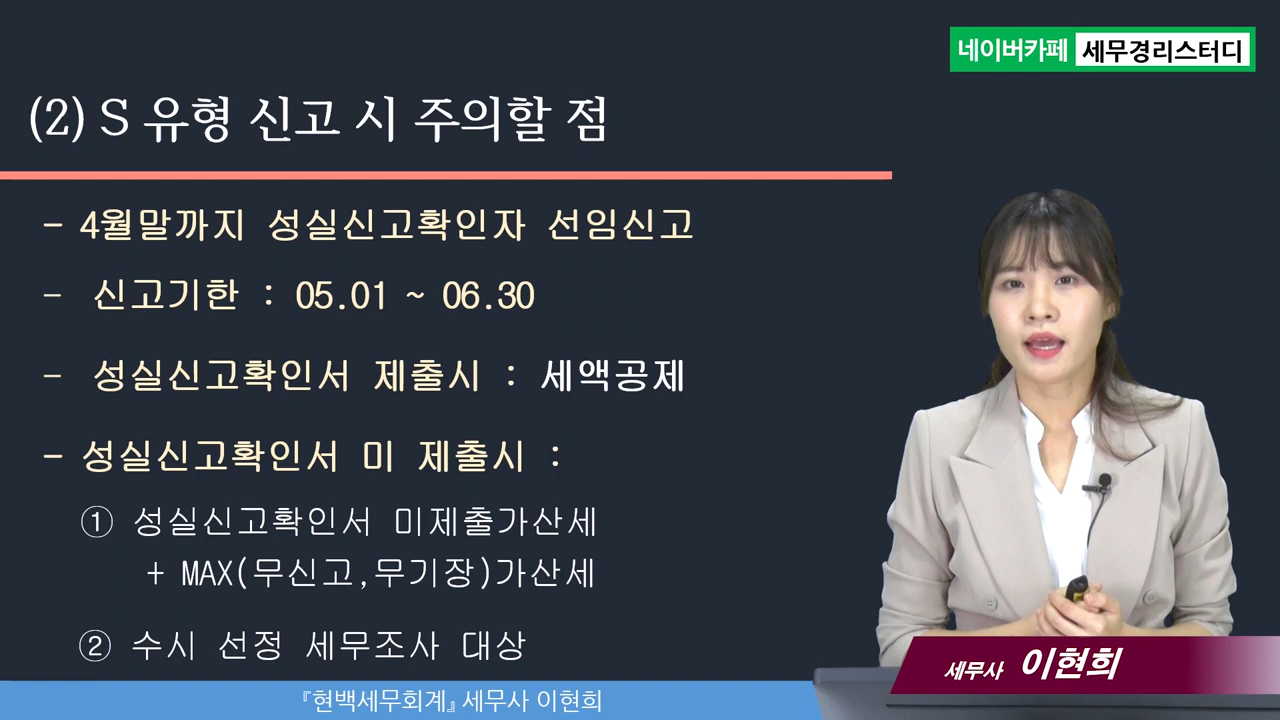 네이버카페 세무경리스터디
(2) S 유형 신고 시 주의할 점
- 4월말까지 성실신고확인자 선임신고
- 신고기한 : 05.01 ~ 06.30
- 성실신고확인서 제출시 : 세액공제
- 성실신고확인서 미 제출시 :
① 성실신고확인서 미제출가산세
+ MAX(무신고,무기장)가산세
② 수시 선정 세무조사 대상
세무사 이현희
『현백세무회계』 세무사 이현희